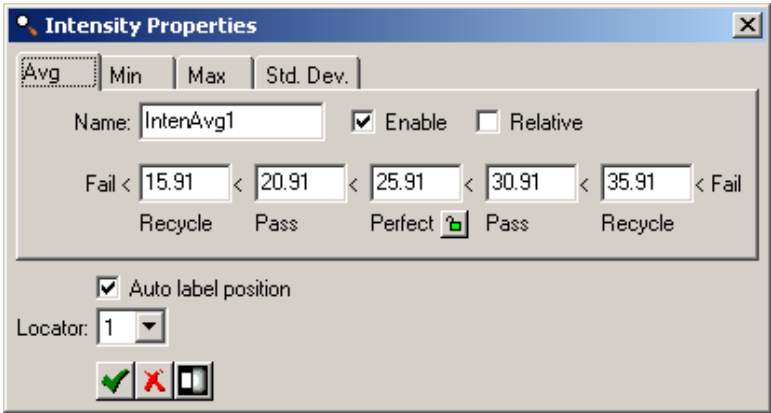 Intensity Properties
Avg Min Max Std. Dev.
Name: IntenAvg1 Enable Relative
Fail < 15.91 < 20.91 < 25.91 < 30.91 < 35.91 < Fail
Recycle Pass Perfect Pass Recycle
Auto label position
Locator: 1